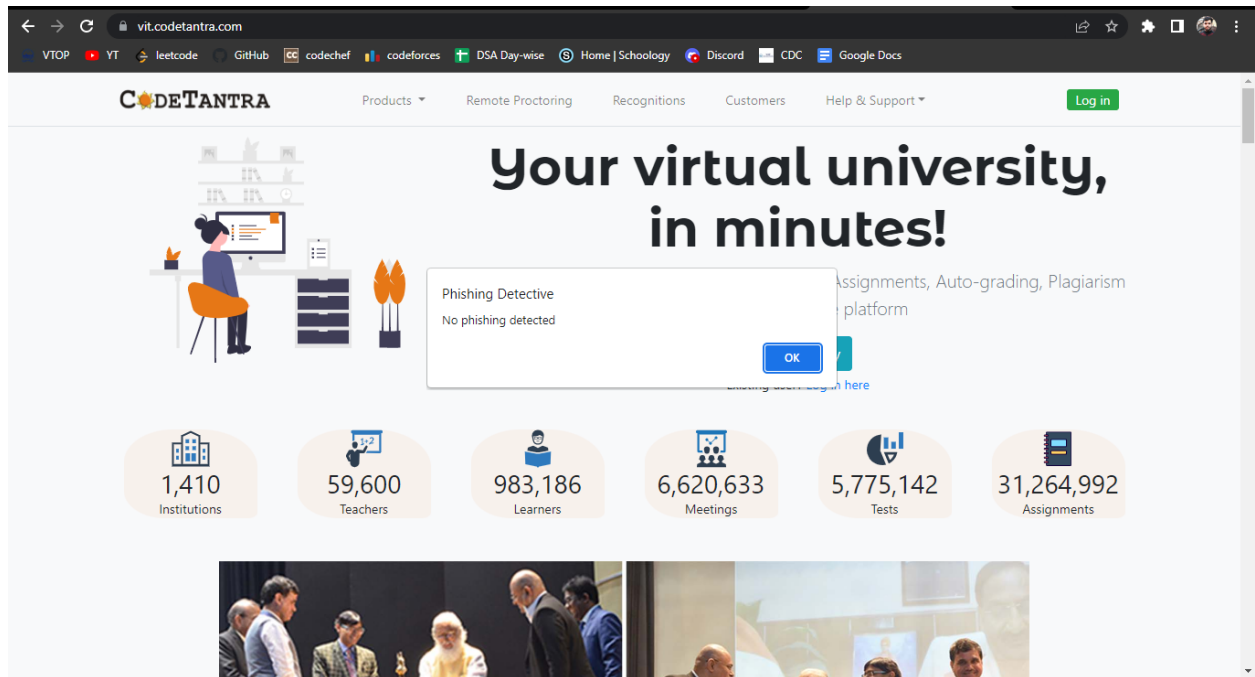 vit.codetantra.com
VTOP YT leetcode GitHub CC codechef codeforces DSA Day-wise S Home | Schoology Discord CDC Google Docs
CODETANTRA Products Remote Proctoring Recognitions Customers Help & Support Log in
Your virtual university,
in minutes!
Assignments, Auto-grading, Plagiarism
platform
Phishing Detective
No phishing detected
OK
Log in here
1,410 59,600 983,186 6,620,633 5,775,142 31,264,992
Institutions Teachers Learners Meetings Tests Assignments